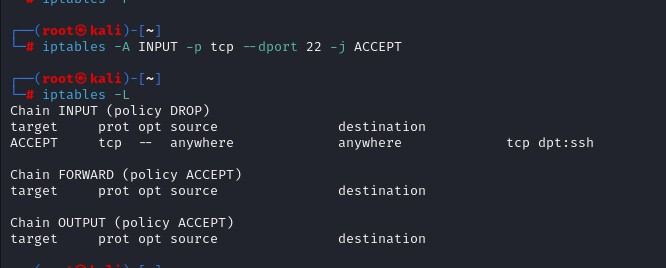 ┌──(root㉿kali)-[~]
└─# iptables -A INPUT -p tcp --dport 22 -j ACCEPT
┌──(root㉿kali)-[~]
└─# iptables -L
Chain INPUT (policy DROP)
target     prot opt source               destination
ACCEPT     tcp  --  anywhere             anywhere             tcp dpt:ssh
Chain FORWARD (policy ACCEPT)
target     prot opt source               destination
Chain OUTPUT (policy ACCEPT)
target     prot opt source               destination